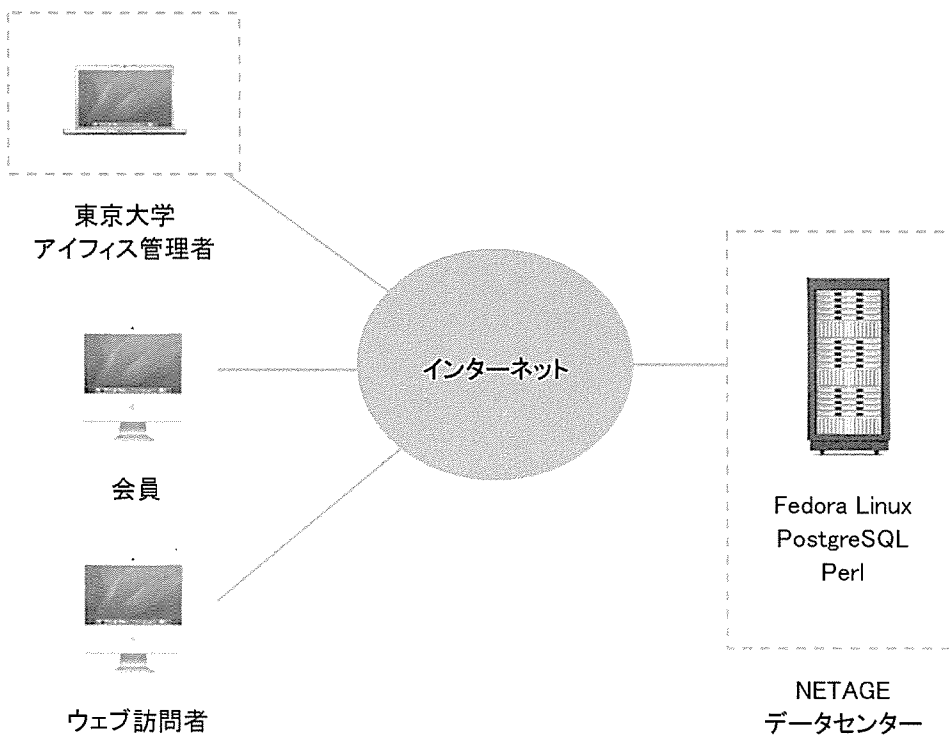 東京大学
アイフィス管理者
会員
ウェブ訪問者
インターネット
Fedora Linux
PostgreSQL
Perl
NETAGE
データセンター